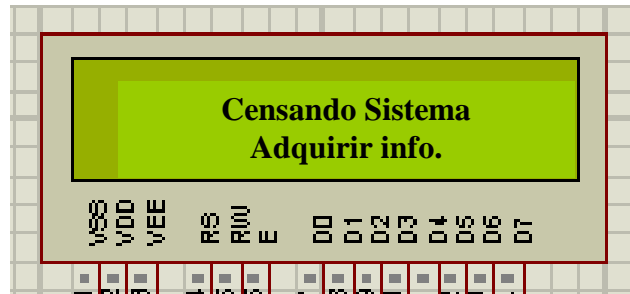 Censando Sistema
Adquirir info.
VSS VDD VEE RS RW E D0 D1 D2 D3 D4 D5 D6 D7